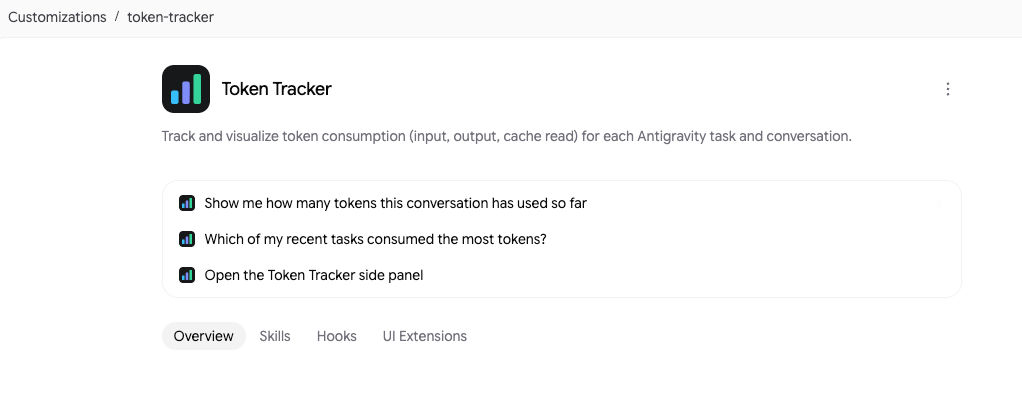 Customizations / token-tracker
Token Tracker
Track and visualize token consumption (input, output, cache read) for each Antigravity task and conversation.
Show me how many tokens this conversation has used so far
Which of my recent tasks consumed the most tokens?
Open the Token Tracker side panel
Overview Skills Hooks UI Extensions